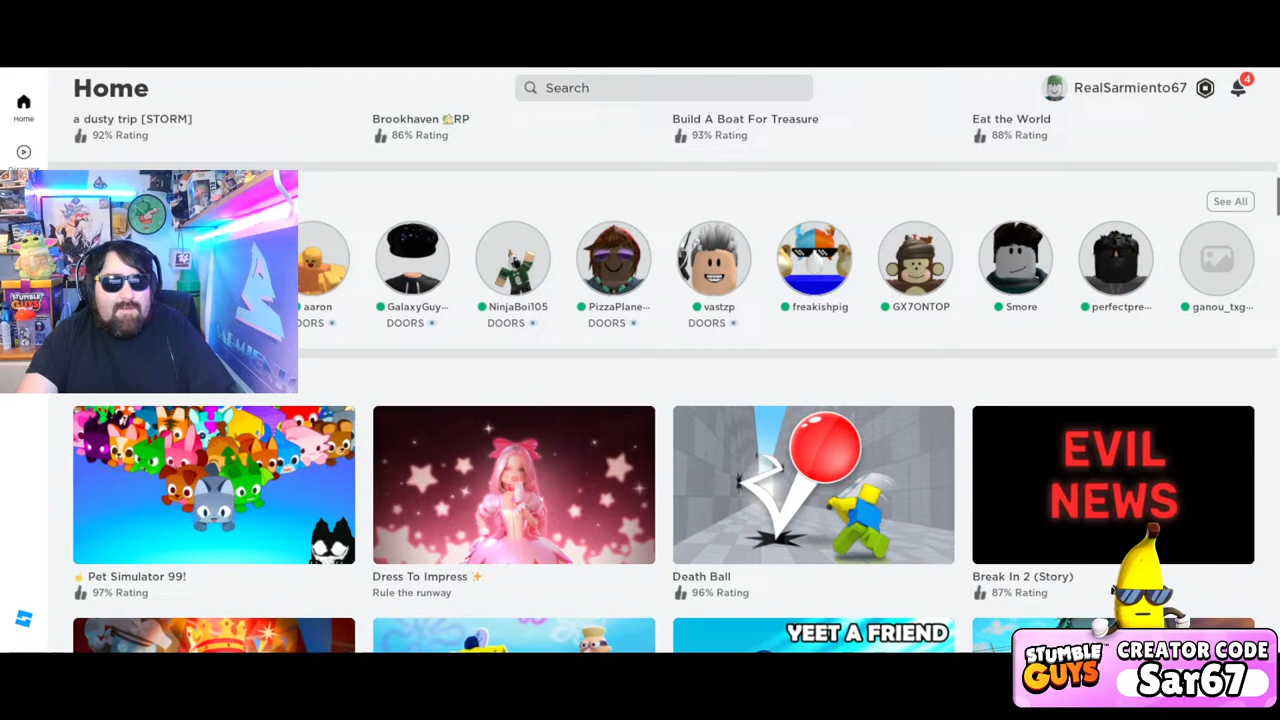 Home
Search
RealSarmiento67
4
Home
a dusty trip [STORM]
92% Rating
Brookhaven 🏡RP
86% Rating
Build A Boat For Treasure
93% Rating
Eat the World
88% Rating
See All
aaron
GalaxyGuy...
NinjaBoi105
PizzaPlane...
vastzp
freakishpig
GX7ONTOP
Smore
perfectpre...
ganou_txg...
DOORS 👁
DOORS 👁
DOORS 👁
DOORS 👁
DOORS 👁
EVIL
NEWS
☝ Pet Simulator 99!
97% Rating
Dress To Impress ✨
Rule the runway
Death Ball
96% Rating
Break In 2 (Story)
87% Rating
YEET A FRIEND
STUMBLE
GUYS
CREATOR CODE
Sar67